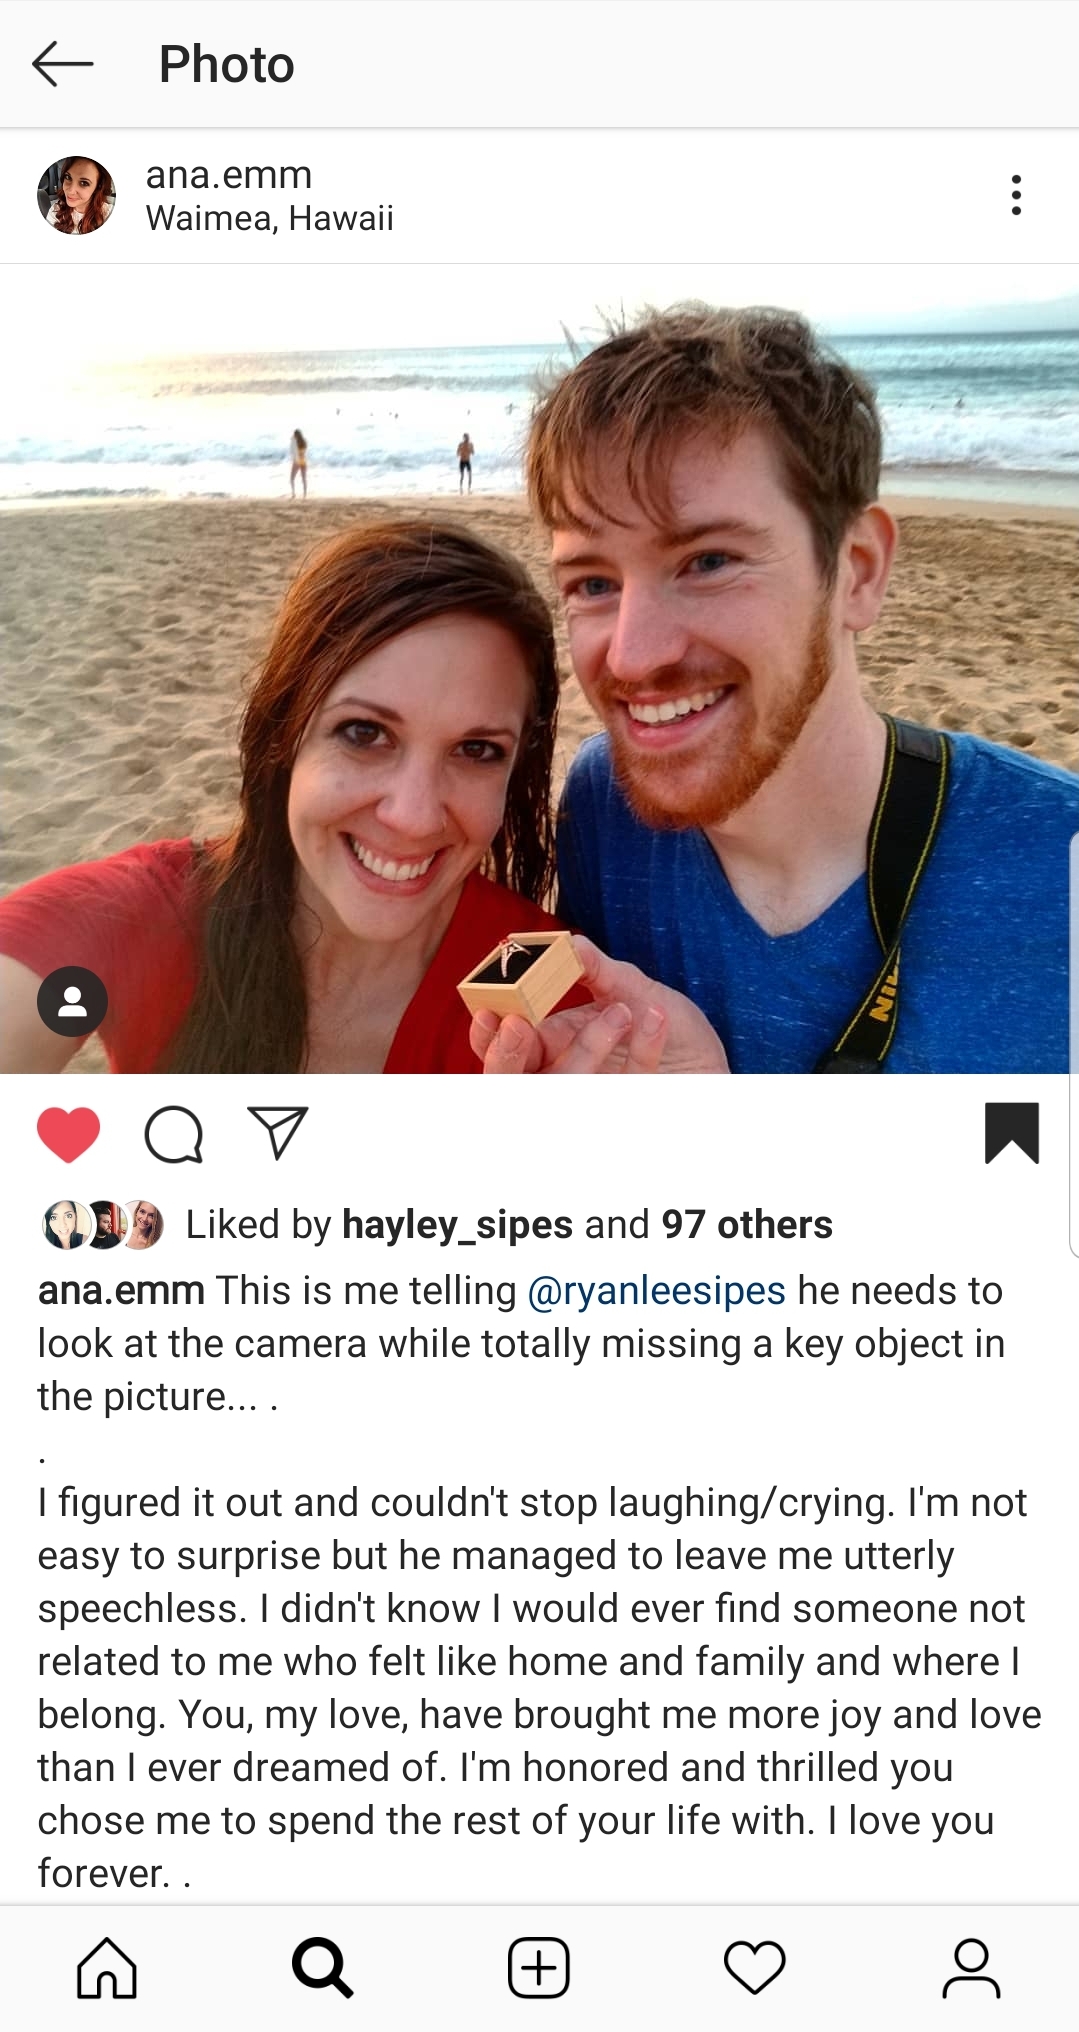 Photo
ana.emm
Waimea, Hawaii
Liked by hayley_sipes and 97 others
ana.emm This is me telling @ryanleesipes he needs to
look at the camera while totally missing a key object in
the picture... .
.
I figured it out and couldn't stop laughing/crying. I'm not
easy to surprise but he managed to leave me utterly
speechless. I didn't know I would ever find someone not
related to me who felt like home and family and where I
belong. You, my love, have brought me more joy and love
than I ever dreamed of. I'm honored and thrilled you
chose me to spend the rest of your life with. I love you
forever. .